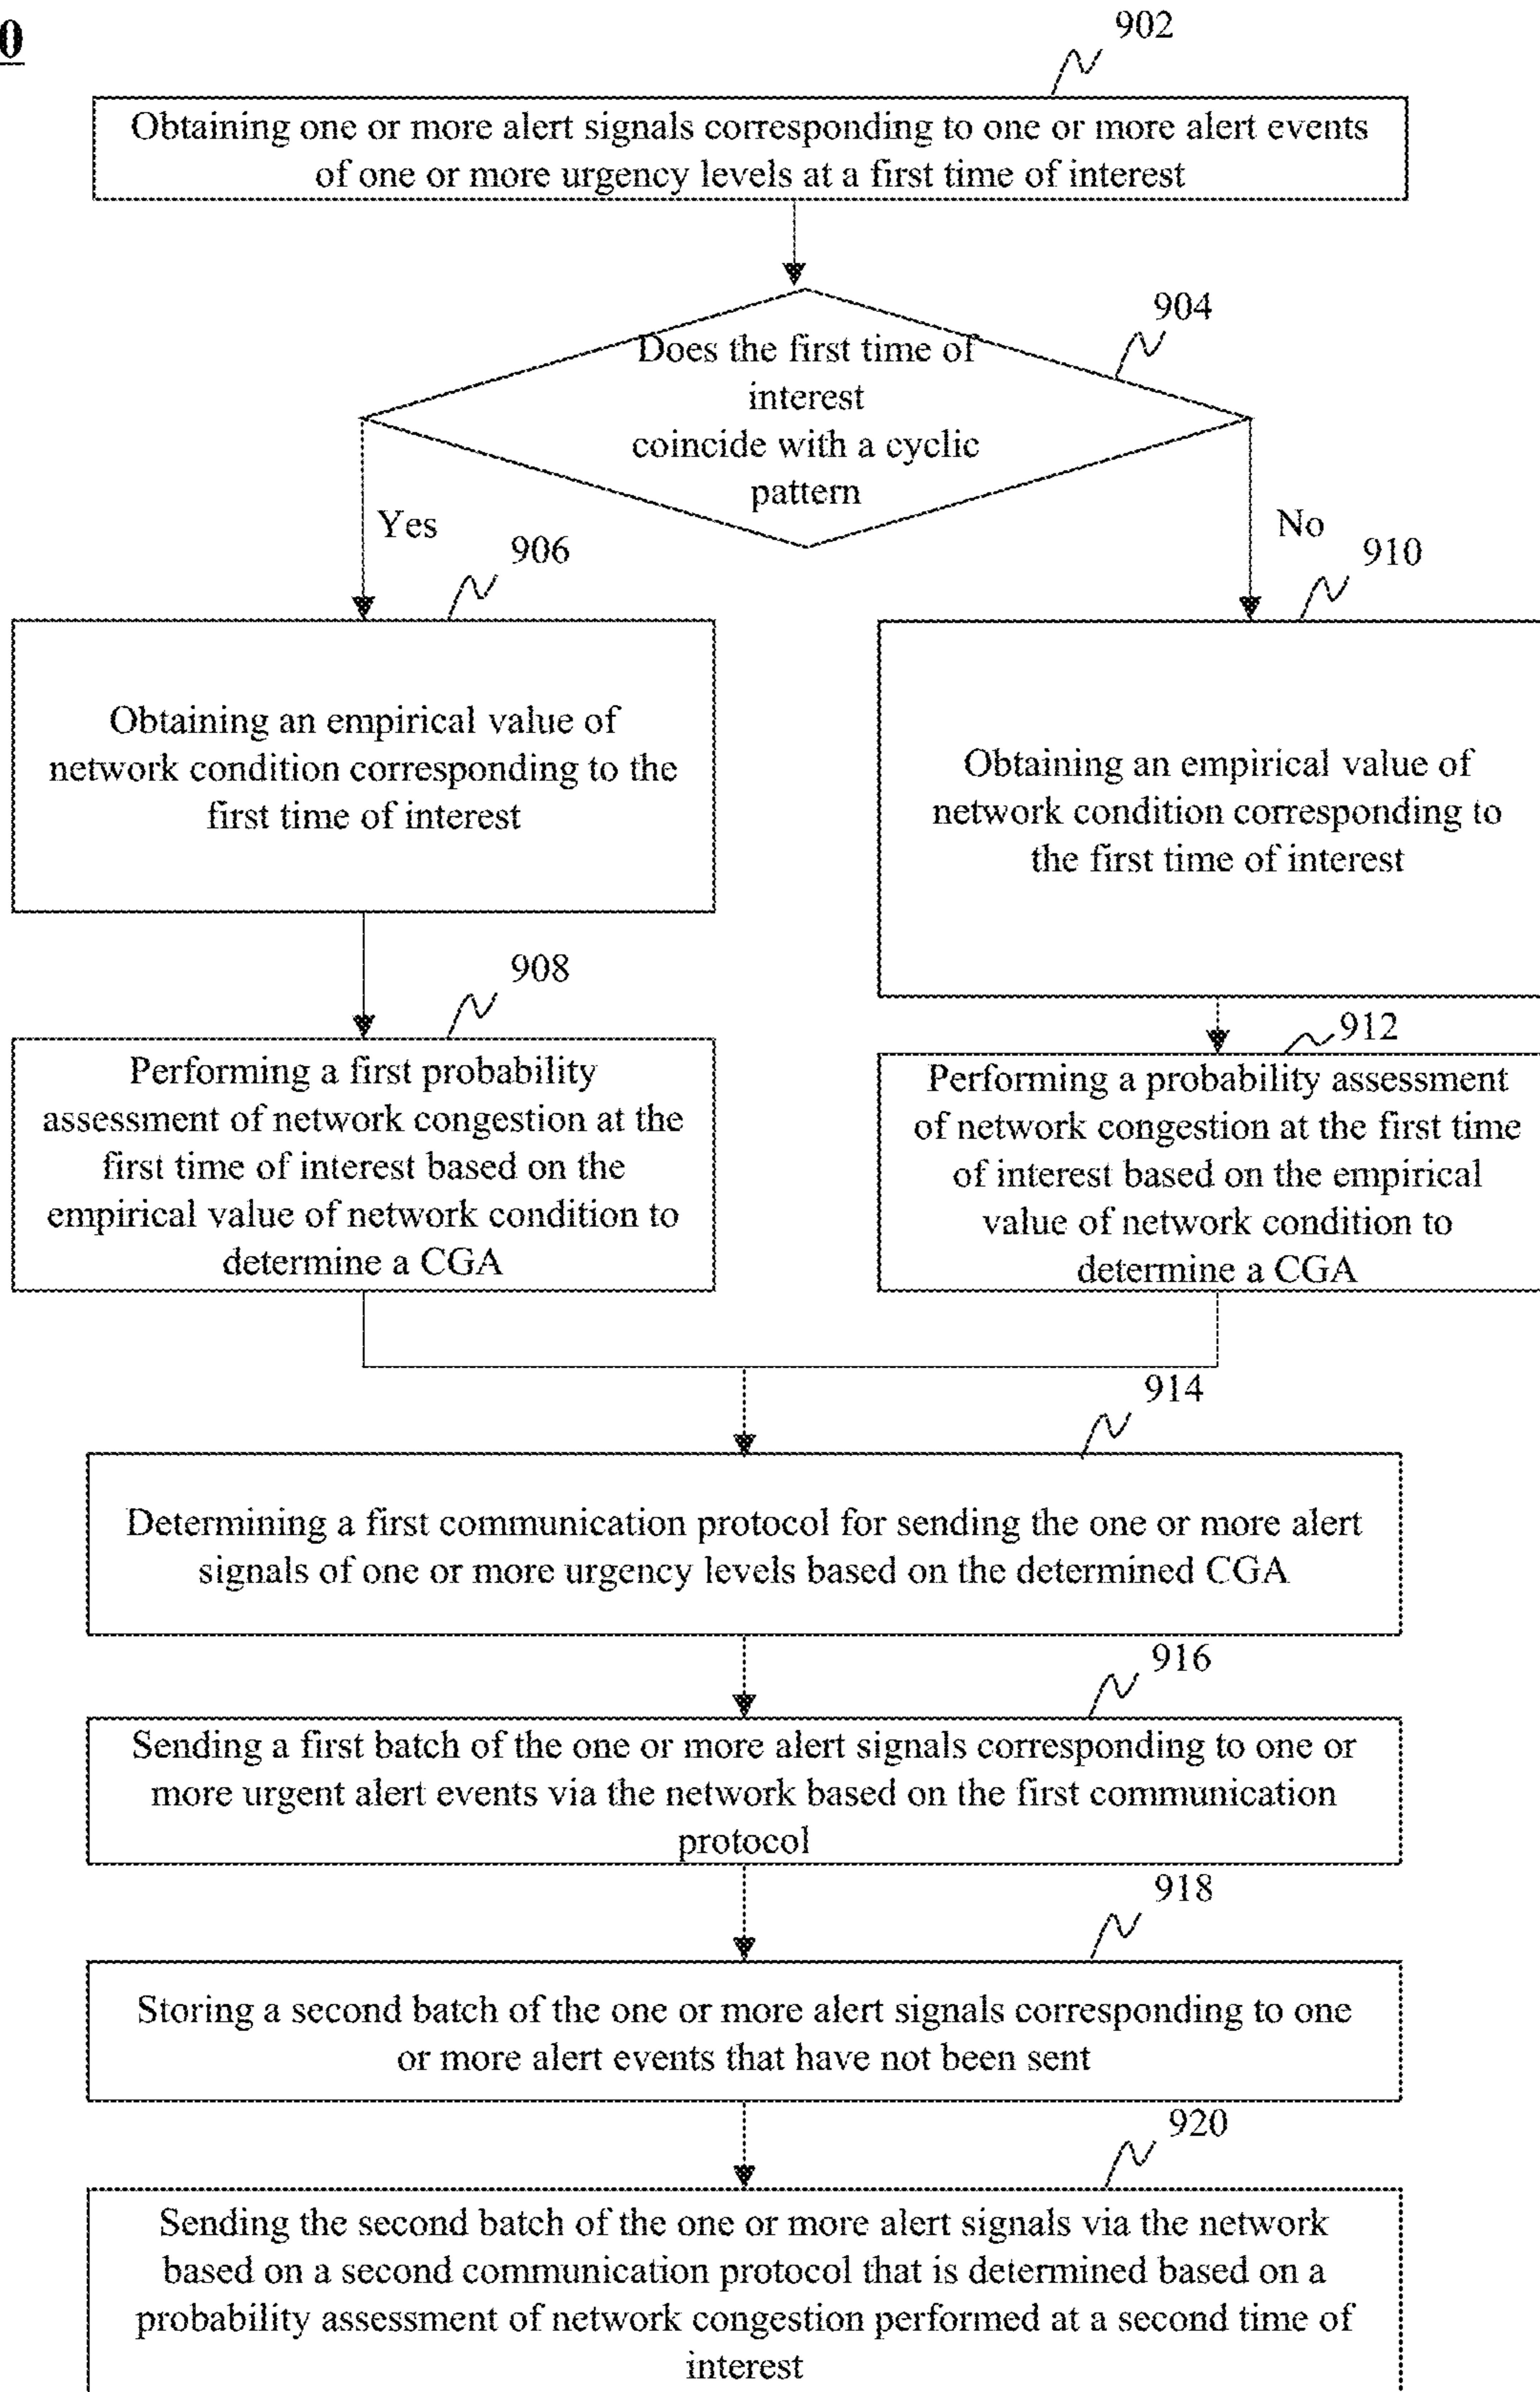 0
902
Obtaining one or more alert signals corresponding to one or more alert events
of one or more urgency levels at a first time of interest
904
Does the first time of
interest
coincide with a cyclic
pattern
Yes
No
906
910
Obtaining an empirical value of
network condition corresponding to the
first time of interest
Obtaining an empirical value of
network condition corresponding to
the first time of interest
908
912
Performing a first probability
assessment of network congestion at the
first time of interest based on the
empirical value of network condition to
determine a CGA
Performing a probability assessment
of network congestion at the first time
of interest based on the empirical
value of network condition to
determine a CGA
914
Determining a first communication protocol for sending the one or more alert
signals of one or more urgency levels based on the determined CGA
916
Sending a first batch of the one or more alert signals corresponding to one or
more urgent alert events via the network based on the first communication
protocol
918
Storing a second batch of the one or more alert signals corresponding to one
or more alert events that have not been sent
920
Sending the second batch of the one or more alert signals via the network
based on a second communication protocol that is determined based on a
probability assessment of network congestion performed at a second time of
interest